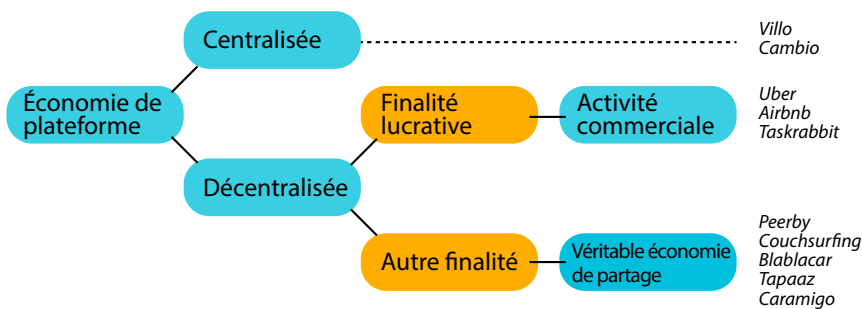 Centralisée
Villo
Cambio
Économie de
plateforme
Finalité
lucrative
Activité
commerciale
Uber
Airbnb
Taskrabbit
Décentralisée
Autre finalité
Véritable économie
de partage
Peerby
Couchsurfing
Blablacar
Tapaaz
Caramigo